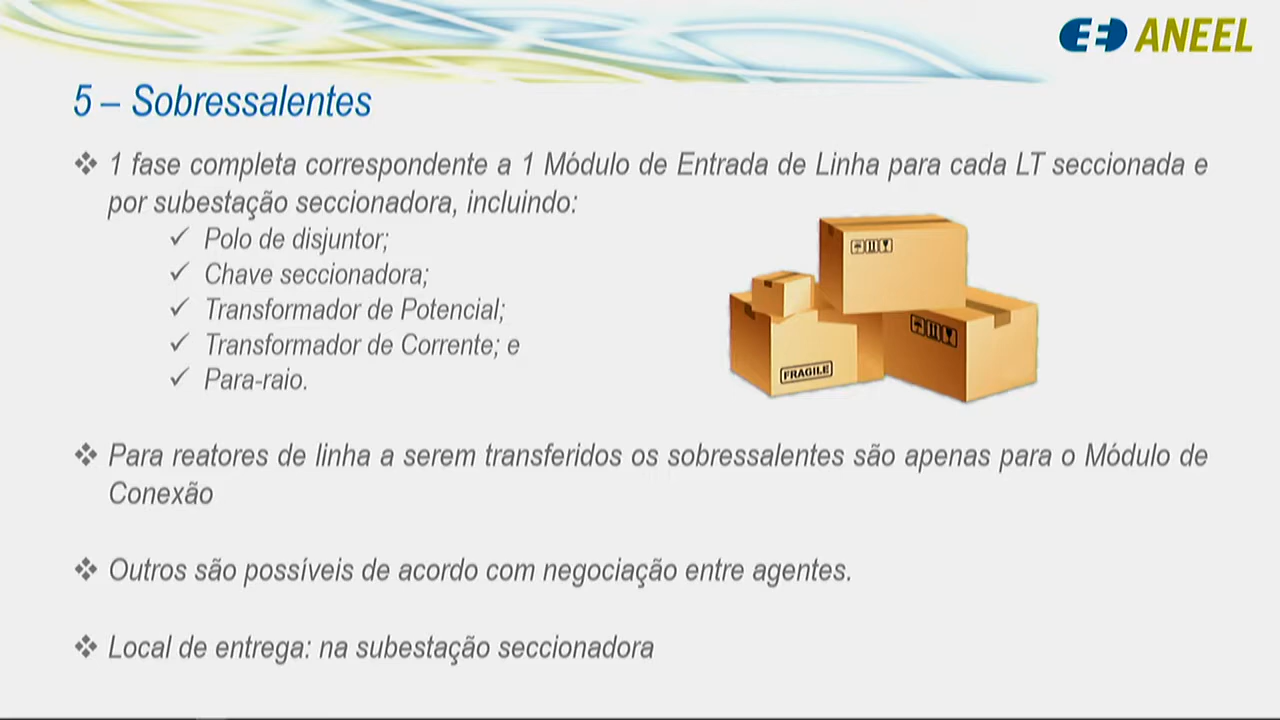 ANEEL
5 – Sobressalentes
❖ 1 fase completa correspondente a 1 Módulo de Entrada de Linha para cada LT seccionada e
por subestação seccionadora, incluindo:
✓ Polo de disjuntor;
✓ Chave seccionadora;
✓ Transformador de Potencial;
✓ Transformador de Corrente; e
✓ Para-raio.
FRAGILE
❖ Para reatores de linha a serem transferidos os sobressalentes são apenas para o Módulo de
Conexão
❖ Outros são possíveis de acordo com negociação entre agentes.
❖ Local de entrega: na subestação seccionadora